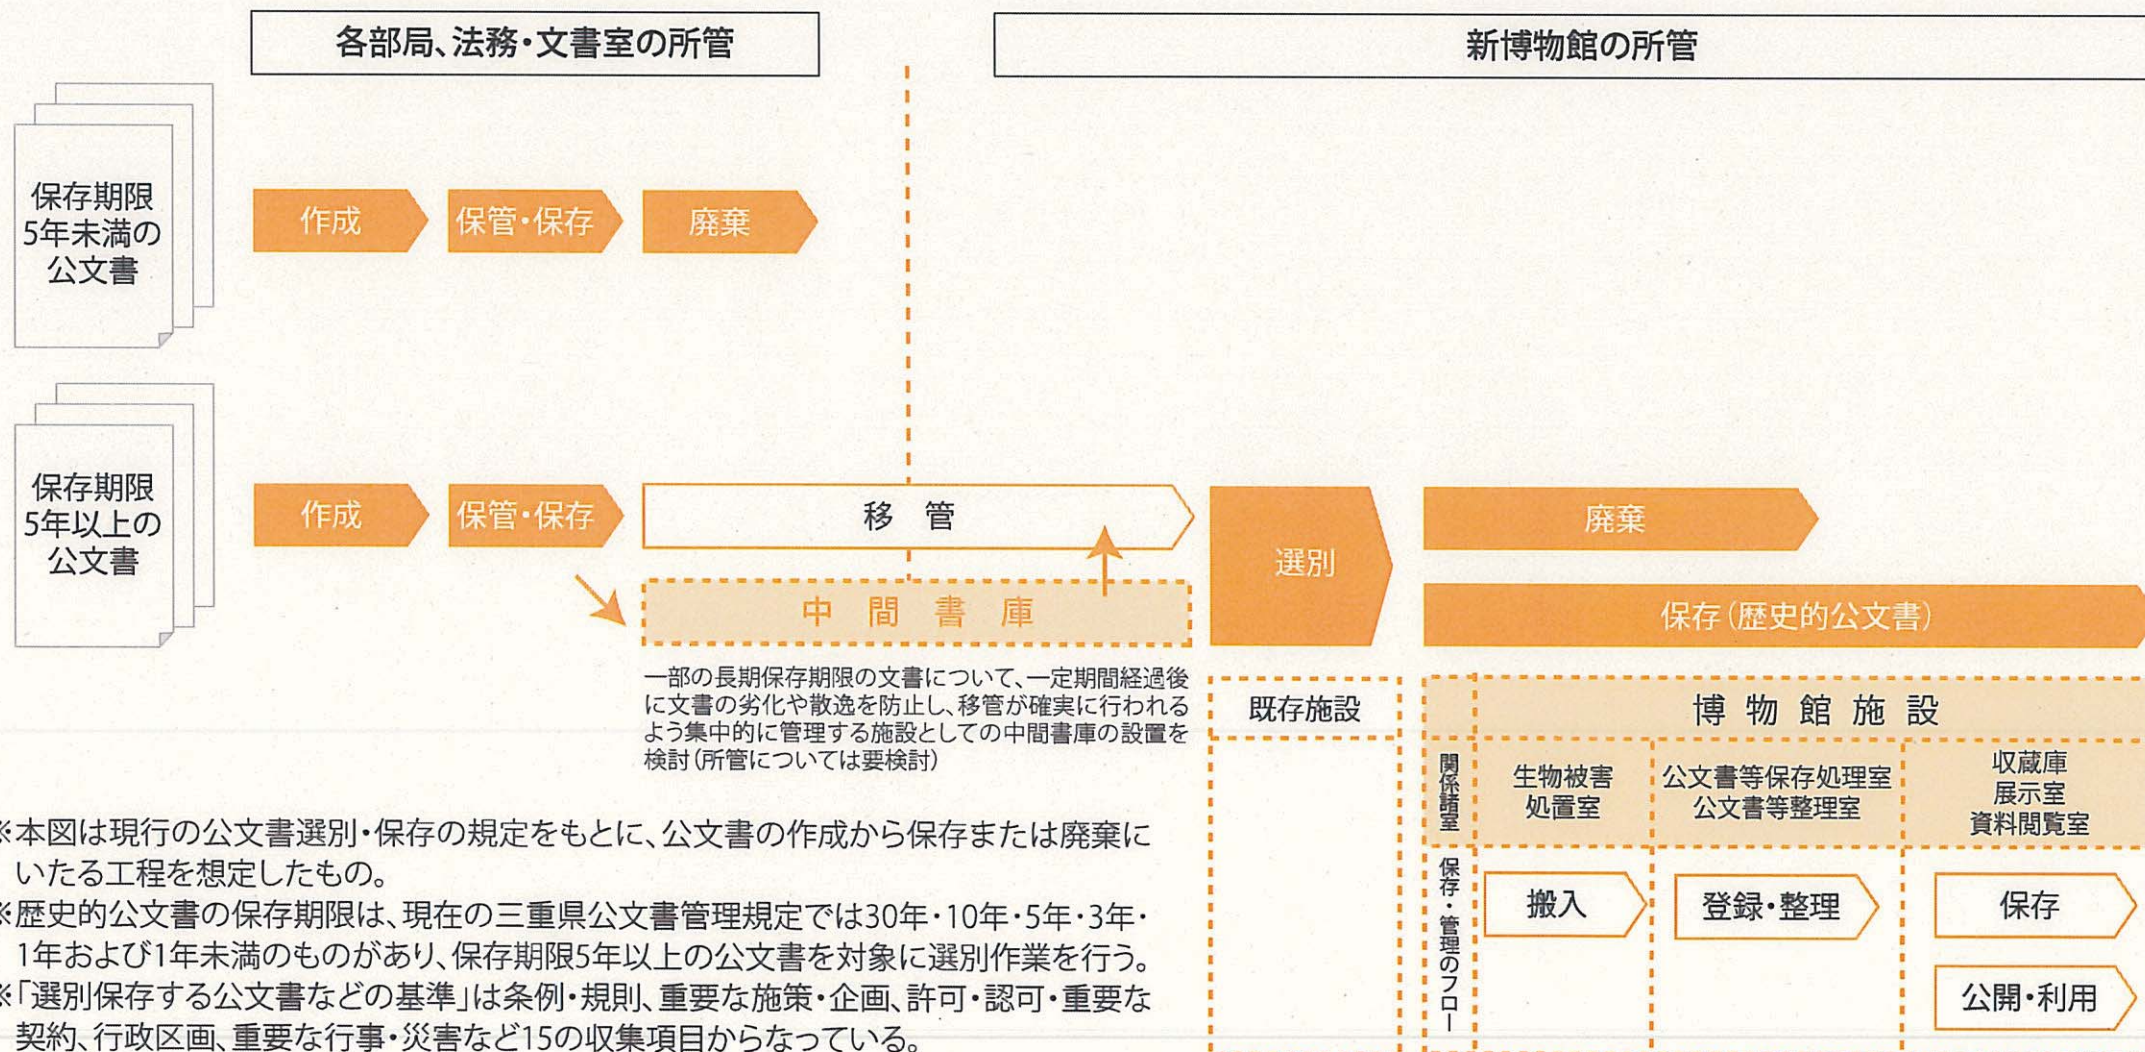 各部局、法務・文書室の所管
新博物館の所管
保存期限
5年未満の
公文書
作成
保管・保存
廃棄
保存期限
5年以上の
公文書
作成
保管・保存
移 管
中 間 書 庫
選別
廃棄
保存（歴史的公文書）
一部の長期保存期限の文書について、一定期間経過後
に文書の劣化や散逸を防止し、移管が確実に行われる
よう集中的に管理する施設としての中間書庫の設置を
検討（所管については要検討）
既存施設
博 物 館 施 設
関係諸室
生物被害
処置室
公文書等保存処理室
公文書等整理室
収蔵庫
展示室
資料閲覧室
保存・管理のフロー
搬入
登録・整理
保存
公開・利用
※本図は現行の公文書選別・保存の規定をもとに、公文書の作成から保存または廃棄に
いたる工程を想定したもの。
※歴史的公文書の保存期限は、現在の三重県公文書管理規定では30年・10年・5年・3年・
1年および1年未満のものがあり、保存期限5年以上の公文書を対象に選別作業を行う。
※「選別保存する公文書などの基準」は条例・規則、重要な施策・企画、許可・認可・重要な
契約、行政区画、重要な行事・災害など15の収集項目からなっている。